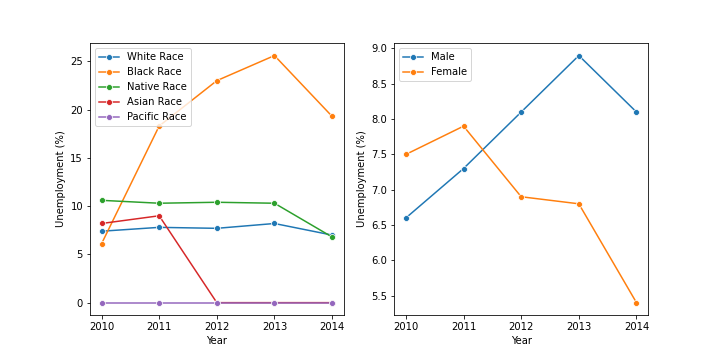 White Race
Black Race
Native Race
Asian Race
Pacific Race
25
20
15
10
5
0
Unemployment (%)
2010
2011
2012
2013
2014
Year
Male
Female
9.0
8.5
8.0
7.5
7.0
6.5
6.0
5.5
Unemployment (%)
2010
2011
2012
2013
2014
Year